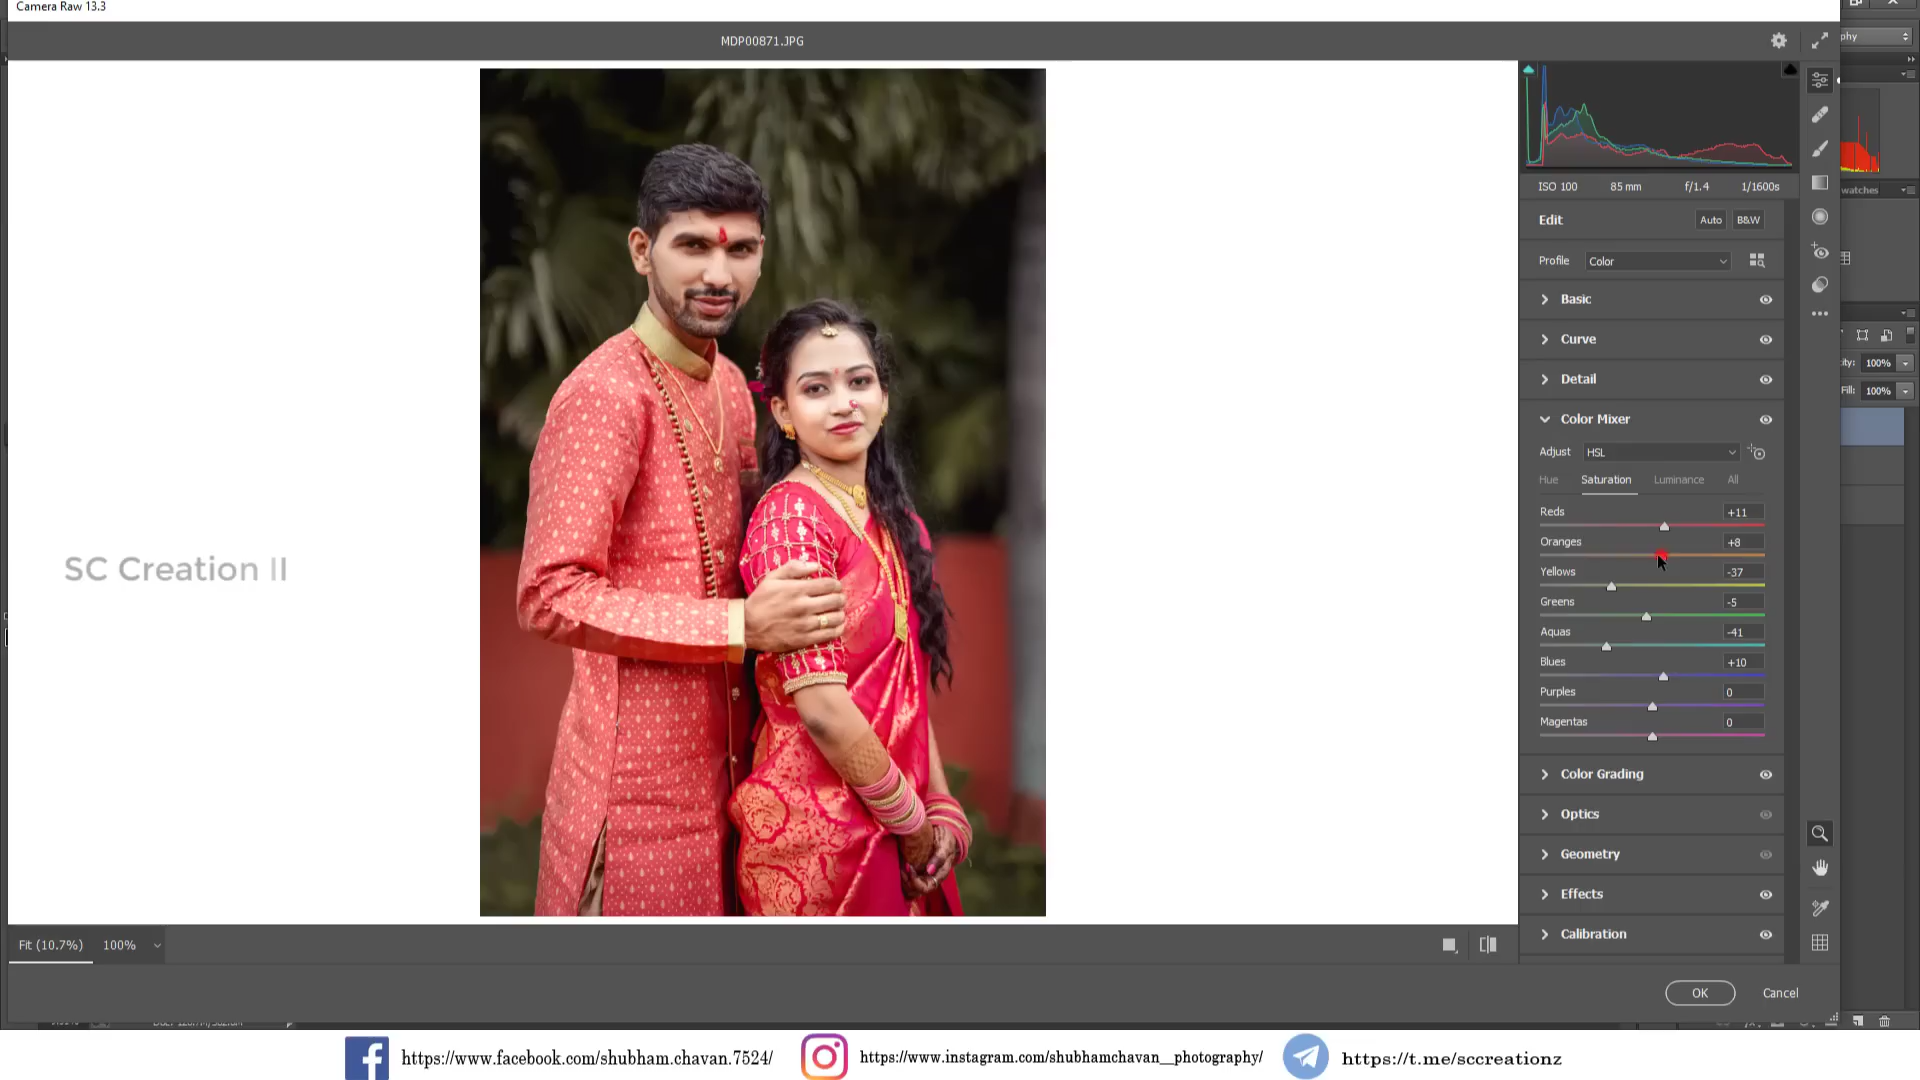 Camera Raw 13.3
MDP00871.JPG
phy
ISO 100 85 mm f/1.4 1/1600s
watches
Edit Auto B&W
Profile Color
Basic
Curve
Detail
ity: 100%
Fill: 100%
Color Mixer
Adjust HSL
Hue Saturation Luminance All
Reds +11
Oranges +8
Yellows -37
Greens -5
Aquas -41
Blues +10
Purples 0
Magentas 0
SC Creation II
Color Grading
Optics
Geometry
Effects
Calibration
Fit (10.7%) 100%
OK Cancel
https://www.facebook.com/shubham.chavan.7524/ https://www.instagram.com/shubhamchavan__photography/ https://t.me/sccreationz